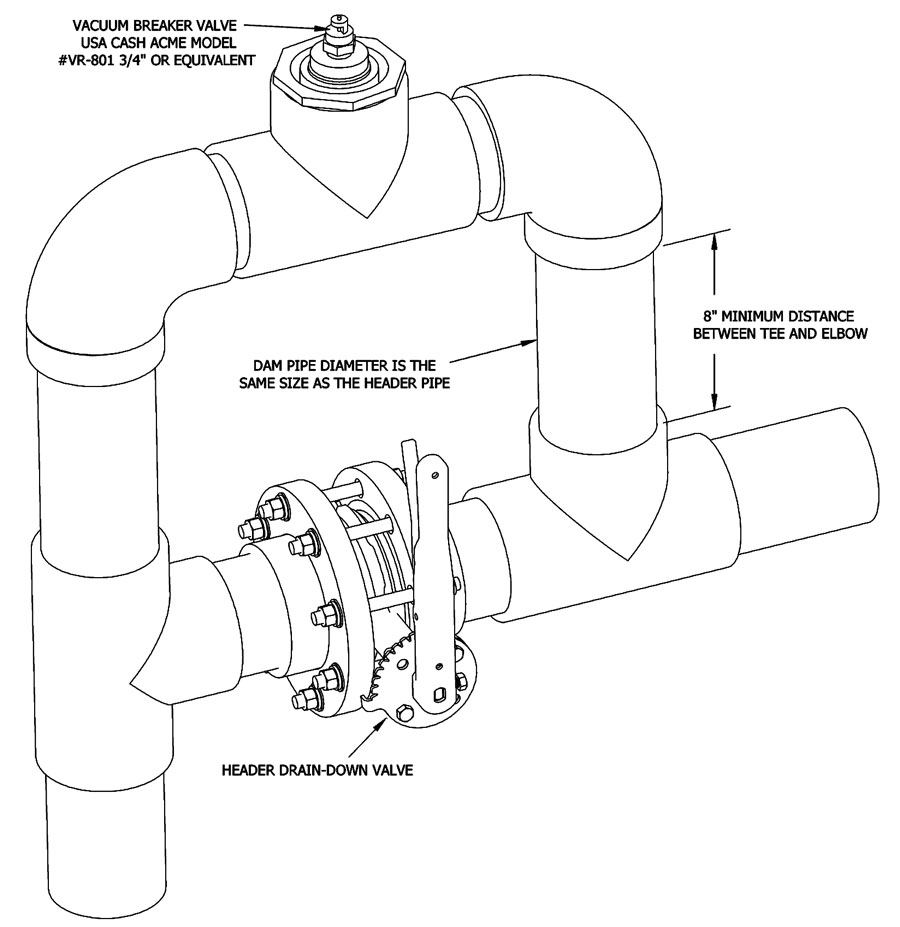 VACUUM BREAKER VALVE
USA CASH ACME MODEL
#VR-801 3/4" OR EQUIVALENT
8" MINIMUM DISTANCE
BETWEEN TEE AND ELBOW
DAM PIPE DIAMETER IS THE
SAME SIZE AS THE HEADER PIPE
HEADER DRAIN-DOWN VALVE